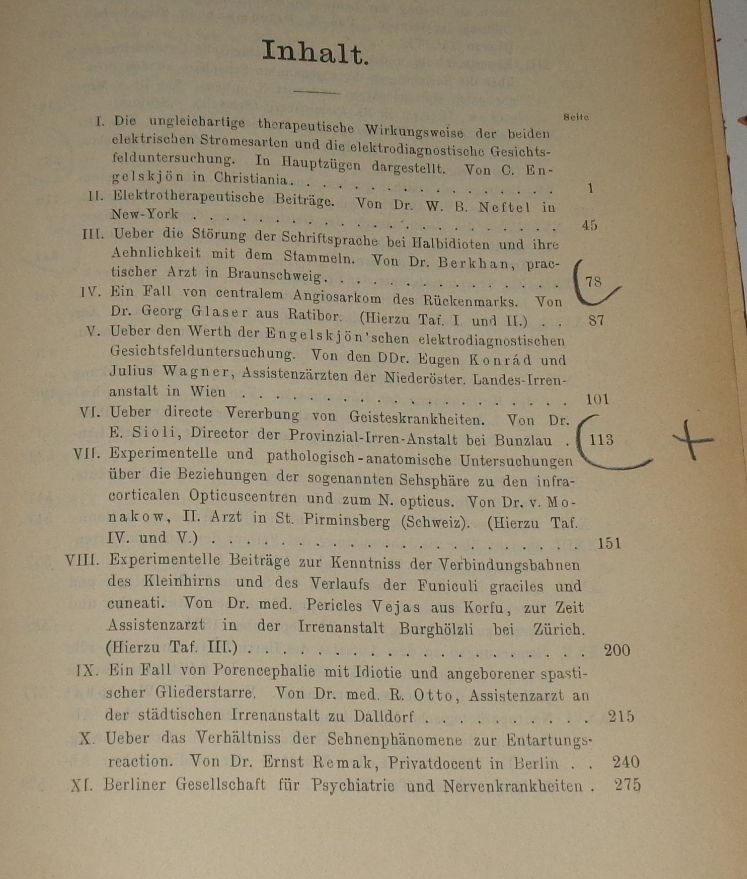 Inhalt.
Seite
I. Die ungleichartige therapeutische Wirkungsweise der beiden
elektrischen Stromesarten und die elektrodiagnostische Gesichts-
felduntersuchung. In Hauptzügen dargestellt. Von C. En-
gelskjön in Christiania. . . . . . . . . . . . . . . . 1
II. Elektrotherapeutische Beiträge. Von Dr. W. B. Neftel in
New-York . . . . . . . . . . . . . . . . . . . . . 45
III. Ueber die Störung der Schriftsprache bei Halbidioten und ihre
Aehnlichkeit mit dem Stammeln. Von Dr. Berkhan, prac-
tischer Arzt in Braunschweig. . . . . . . . . . . . . . 78
IV. Ein Fall von centralem Angiosarkom des Rückenmarks. Von
Dr. Georg Glaser aus Ratibor. (Hierzu Taf. I und II.) . . 87
V. Ueber den Werth der Engelskjön'schen elektrodiagnostischen
Gesichtsfelduntersuchung. Von den DDr. Eugen Konrád und
Julius Wagner, Assistenzärzten der Niederöster. Landes-Irren-
anstalt in Wien . . . . . . . . . . . . . . . . . . . 101
VI. Ueber directe Vererbung von Geisteskrankheiten. Von Dr.
E. Sioli, Director der Provinzial-Irren-Anstalt bei Bunzlau . 113
VII. Experimentelle und pathologisch-anatomische Untersuchungen
über die Beziehungen der sogenannten Sehsphäre zu den infra-
corticalen Opticuscentren und zum N. opticus. Von Dr. v. Mo-
nakow, II. Arzt in St. Pirminsberg (Schweiz). (Hierzu Taf.
IV. und V.) . . . . . . . . . . . . . . . . . . . . 151
VIII. Experimentelle Beiträge zur Kenntniss der Verbindungsbahnen
des Kleinhirns und des Verlaufs der Funiculi graciles und
cuneati. Von Dr. med. Pericles Vejas aus Korfu, zur Zeit
Assistenzarzt in der Irrenanstalt Burghölzli bei Zürich.
(Hierzu Taf. III.) . . . . . . . . . . . . . . . . . . 200
IX. Ein Fall von Porencephalie mit Idiotie und angeborener spasti-
scher Gliederstarre. Von Dr. med. R. Otto, Assistenzarzt an
der städtischen Irrenanstalt zu Dalldorf . . . . . . . . . . 215
X. Ueber das Verhältniss der Sehnenphänomene zur Entartungs-
reaction. Von Dr. Ernst Remak, Privatdocent in Berlin . . 240
XI. Berliner Gesellschaft für Psychiatrie und Nervenkrankheiten . 275